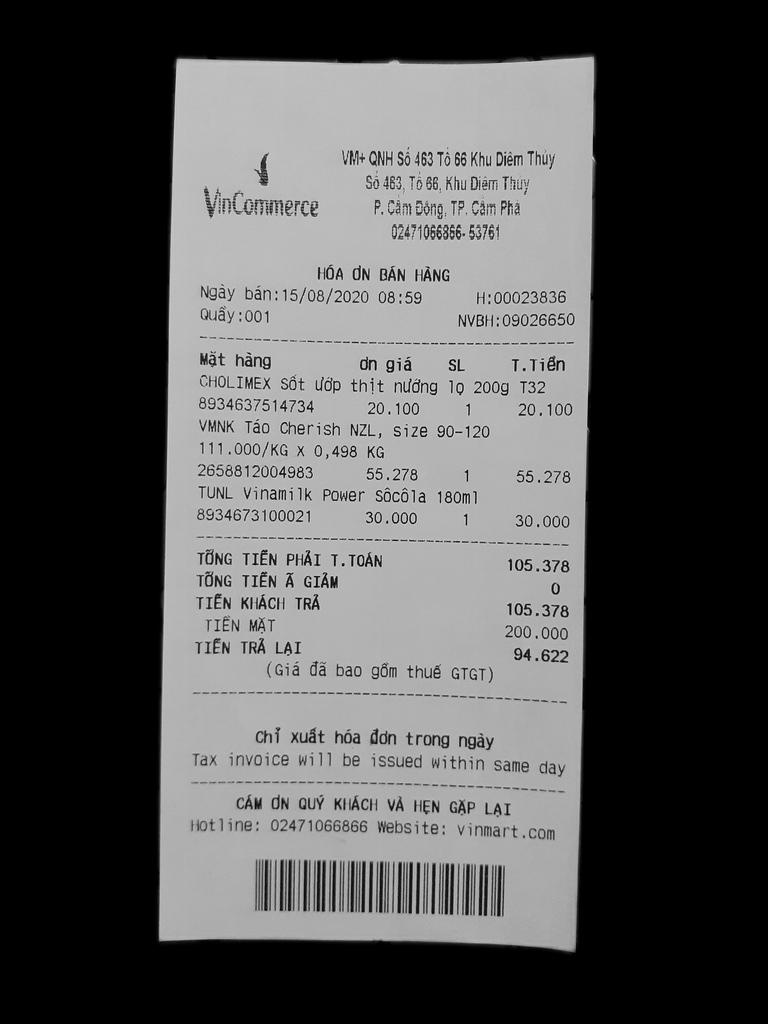 VinCommerce
VM+ QNH Số 463 Tổ 66 Khu Diêm Thủy
Số 463, Tổ 66, Khu Diêm Thủy
P. Cẩm Đông, TP. Cẩm Phả
02471066866- 53761
HÓA ƠN BÁN HÀNG
Ngày bán:15/08/2020 08:59 H:00023836
Quầy:001 NVBH:09026650
Mặt hàng ơn giá SL T.Tiền
CHOLIMEX Sốt ướp thịt nướng lọ 200g T32
8934637514734 20.100 1 20.100
VMNK Táo Cherish NZL, size 90-120
111.000/KG X 0,498 KG
2658812004983 55.278 1 55.278
TUNL Vinamilk Power Sôcôla 180ml
8934673100021 30.000 1 30.000
TỔNG TIỀN PHẢI T.TOÁN 105.378
TỔNG TIỀN Ã GIẢM 0
TIỀN KHÁCH TRẢ 105.378
TIỀN MẶT 200.000
TIỀN TRẢ LẠI 94.622
(Giá đã bao gồm thuế GTGT)
Chỉ xuất hóa đơn trong ngày
Tax invoice will be issued within same day
CẢM ƠN QUÝ KHÁCH VÀ HẸN GẶP LẠI
Hotline: 02471066866 Website: vinmart.com